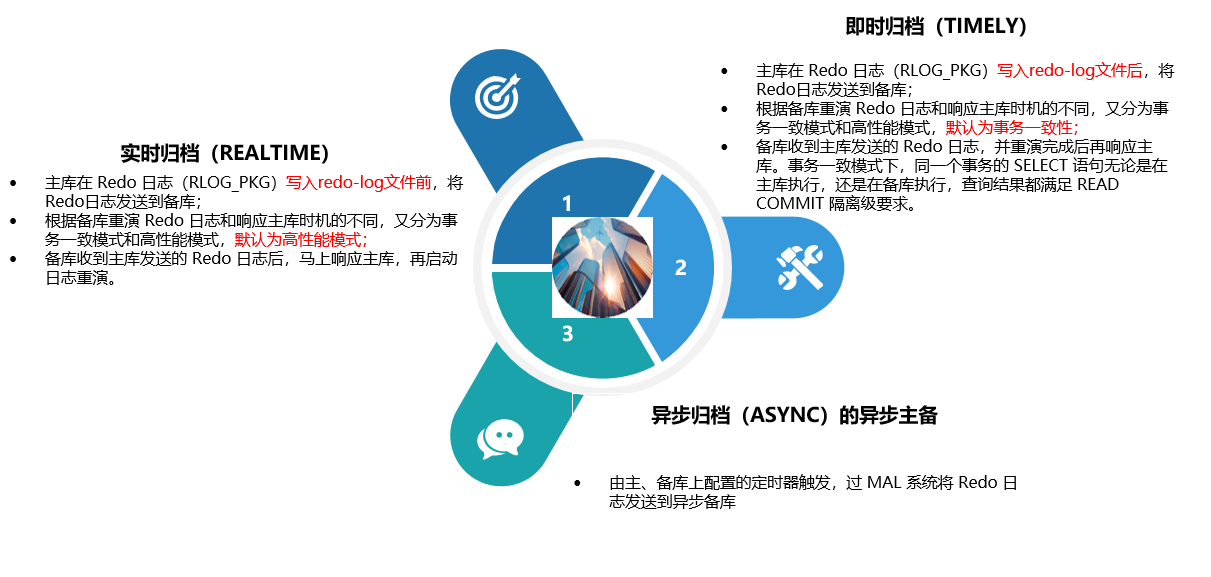 实时归档（REALTIME）
• 主库在 Redo 日志（RLOG_PKG）写入redo-log文件前，将
Redo日志发送到备库；
• 根据备库重演 Redo 日志和响应主库时机的不同，又分为事
务一致模式和高性能模式，默认为高性能模式；
• 备库收到主库发送的 Redo 日志后，马上响应主库，再启动
日志重演。
1
即时归档（TIMELY）
• 主库在 Redo 日志（RLOG_PKG）写入redo-log文件后，将
Redo日志发送到备库；
• 根据备库重演 Redo 日志和响应主库时机的不同，又分为事
务一致模式和高性能模式，默认为事务一致性；
• 备库收到主库发送的 Redo 日志，并重演完成后再响应主
库。事务一致模式下，同一个事务的 SELECT 语句无论是在
主库执行，还是在备库执行，查询结果都满足 READ
COMMIT 隔离级要求。
2
3
异步归档（ASYNC）的异步主备
• 由主、备库上配置的定时器触发，过 MAL 系统将 Redo 日
志发送到异步备库